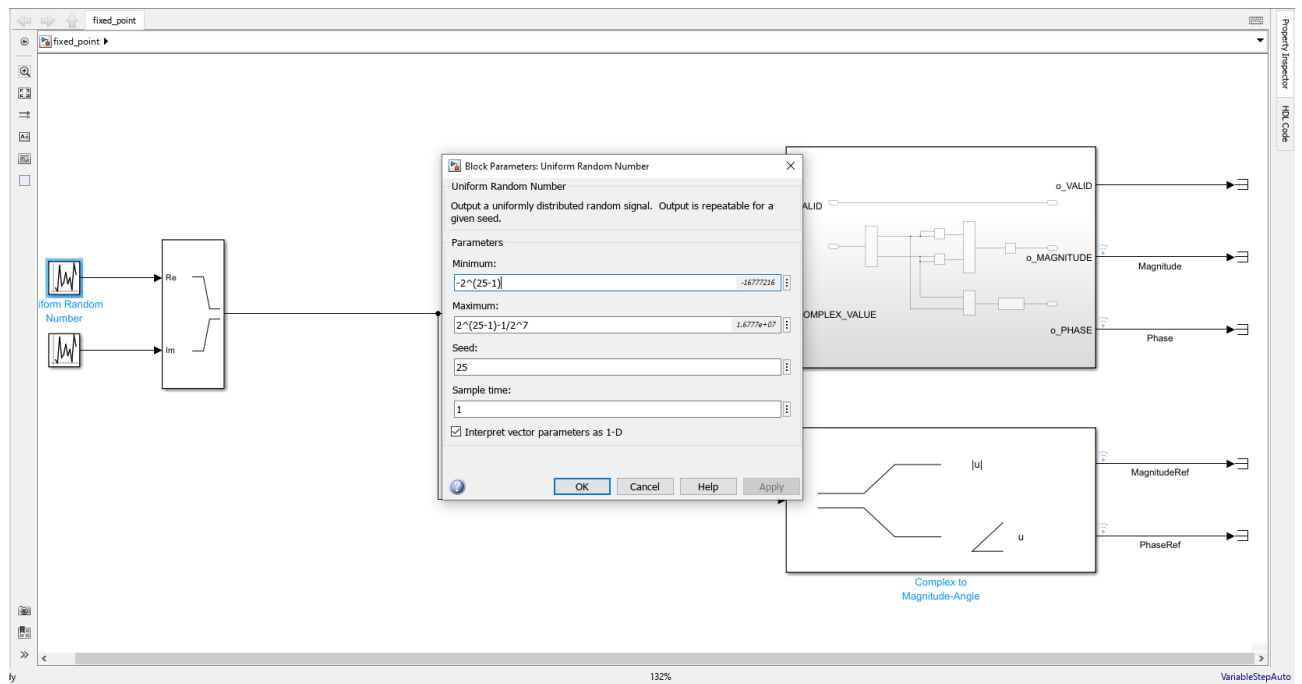 fixed_point
fixed_point
Block Parameters: Uniform Random Number
Uniform Random Number
Output a uniformly distributed random signal. Output is repeatable for a
given seed.
Parameters
Minimum:
-2^(25-1) -16777216
Maximum:
2^(25-1)-1/2^7 1.6777e+07
Seed:
25
Sample time:
1
Interpret vector parameters as 1-D
OK Cancel Help Apply
Re
Im
iform Random
Number
ALID
OMPLEX_VALUE
o_VALID
o_MAGNITUDE
o_PHASE
Magnitude
Phase
|u|
u
MagnitudeRef
PhaseRef
Complex to
Magnitude-Angle
Property Inspector
HDL Code
dy
132%
VariableStepAuto